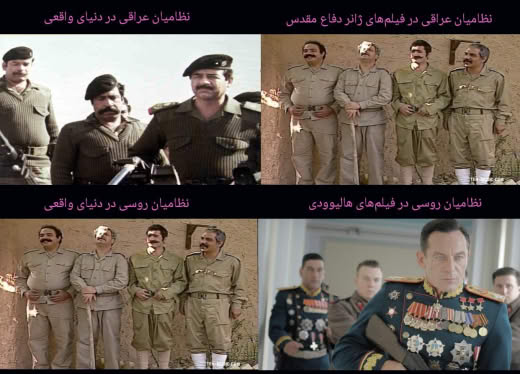 نظامیان عراقی در فیلم‌های ژانر دفاع مقدس
نظامیان عراقی در دنیای واقعی
نظامیان روسی در فیلم‌های هالیوودی
نظامیان روسی در دنیای واقعی